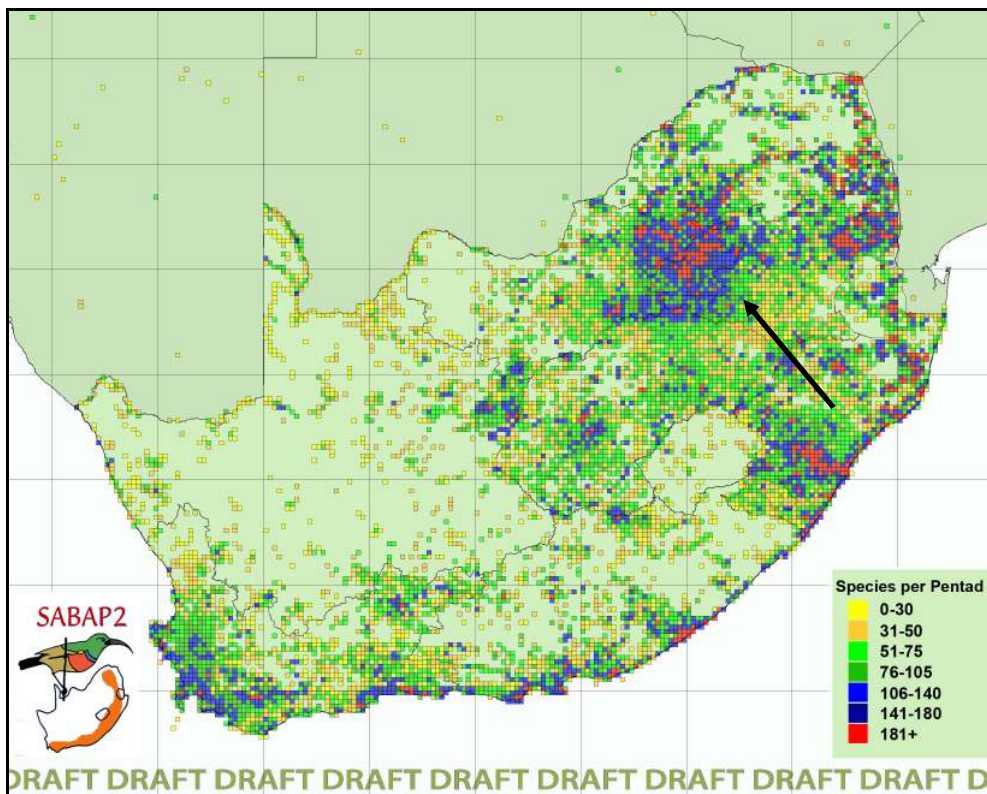 SABAP2
Species per Pentad
0-30
31-50
51-75
76-105
106-140
141-180
181+
DRAFT DRAFT DRAFT DRAFT DRAFT DRAFT DRAFT DRAFT DRAFT D